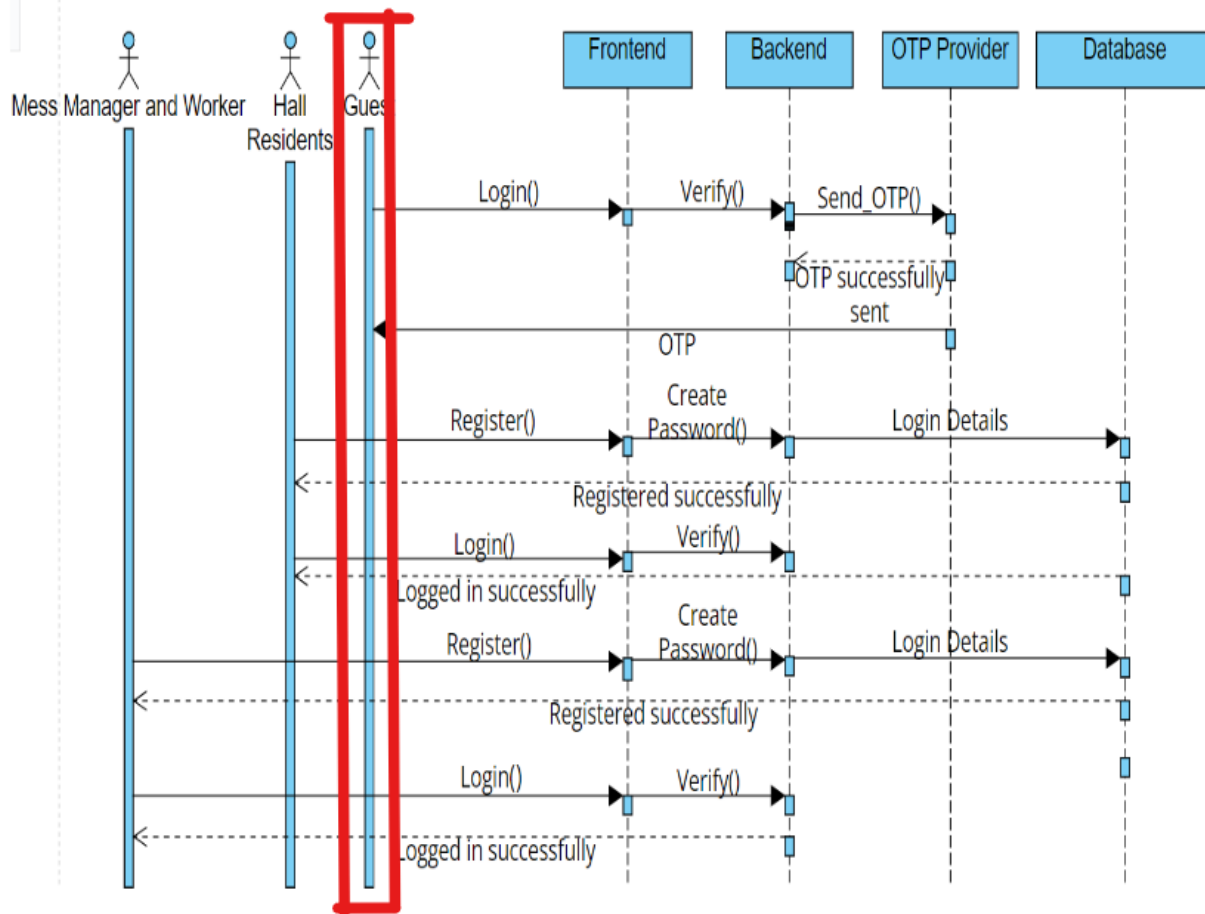 Frontend
Backend
OTP Provider
Database
Mess Manager and Worker
Hall
Residents
Gues
Login()
Verify()
Send_OTP()
OTP successfully
sent
OTP
Register()
Create
Password()
Login Details
Registered successfully
Login()
Verify()
Logged in successfully
Register()
Create
Password()
Login Details
Registered successfully
Login()
Verify()
Logged in successfully